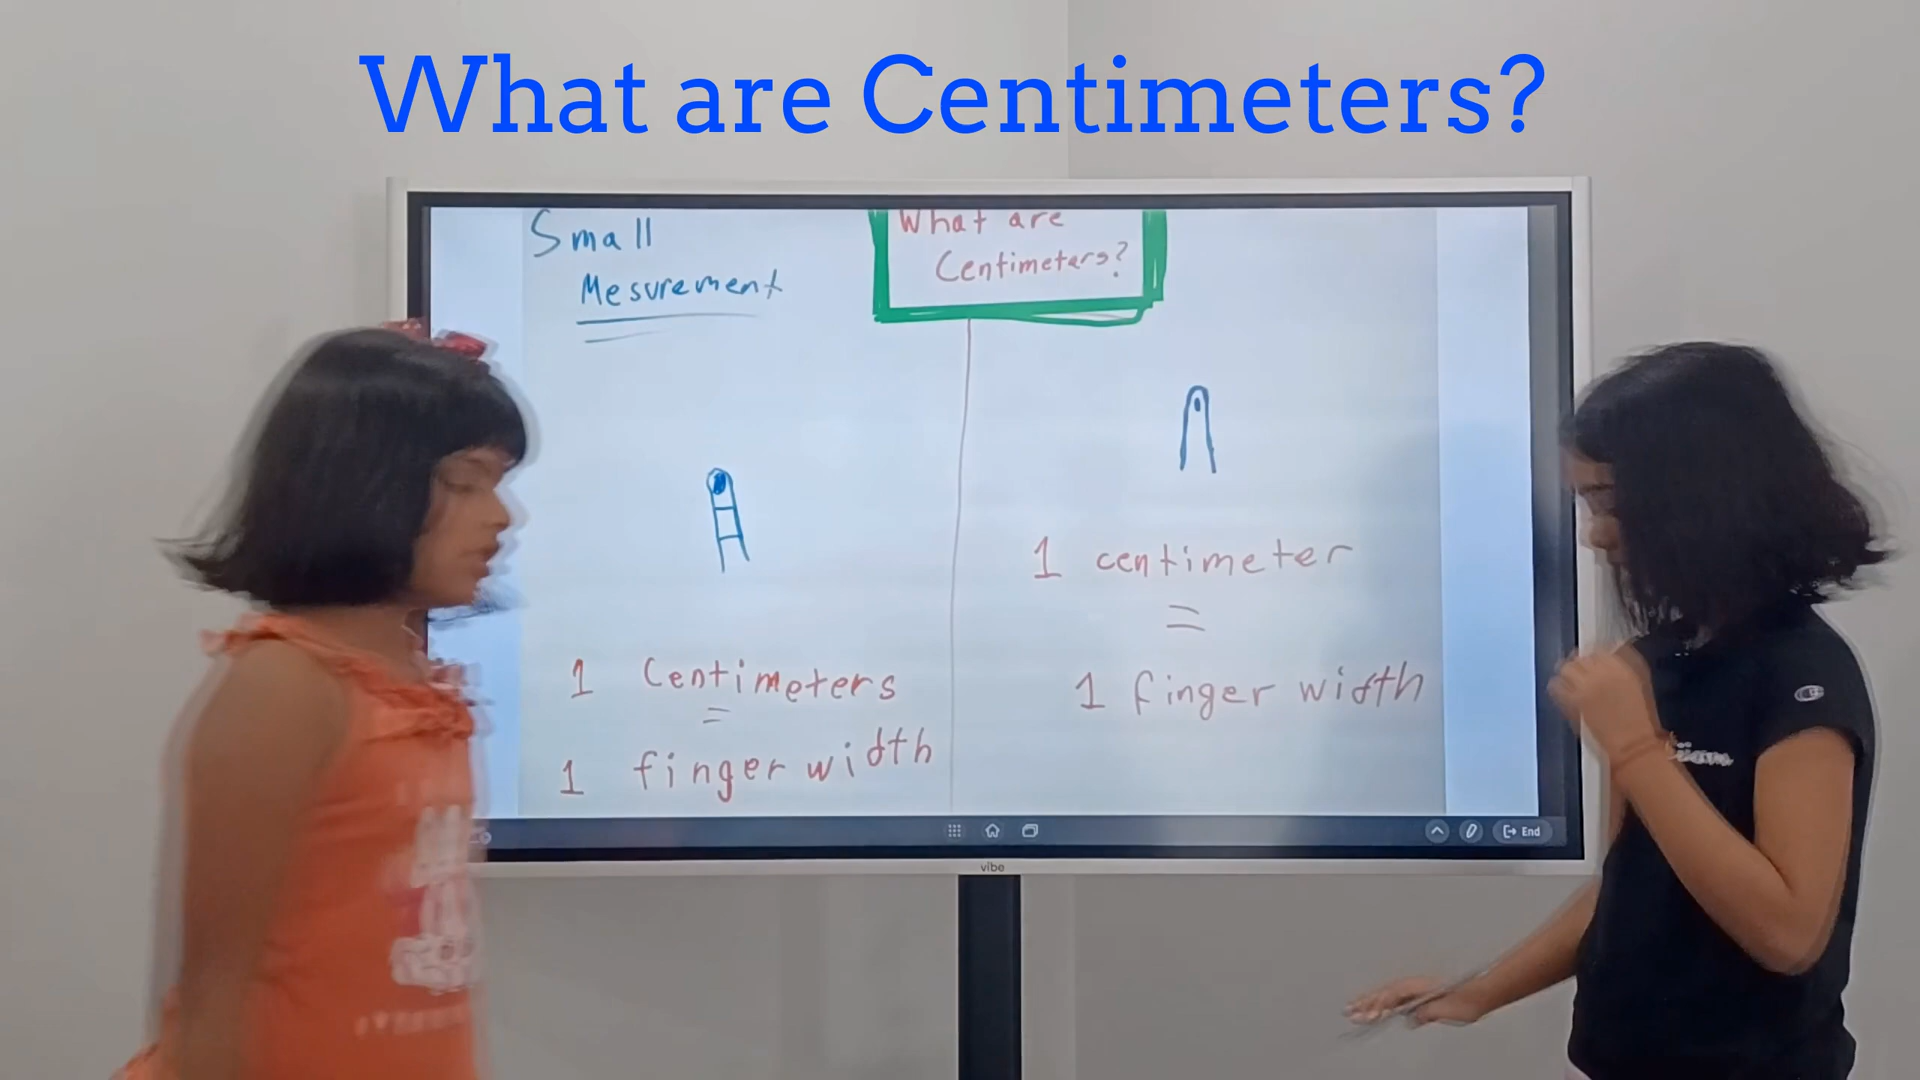 What are Centimeters?
Small
Mesurement
What are
Centimeters?
1 Centimeters
=
1 finger width
1 centimeter
=
1 finger width
End
vibe